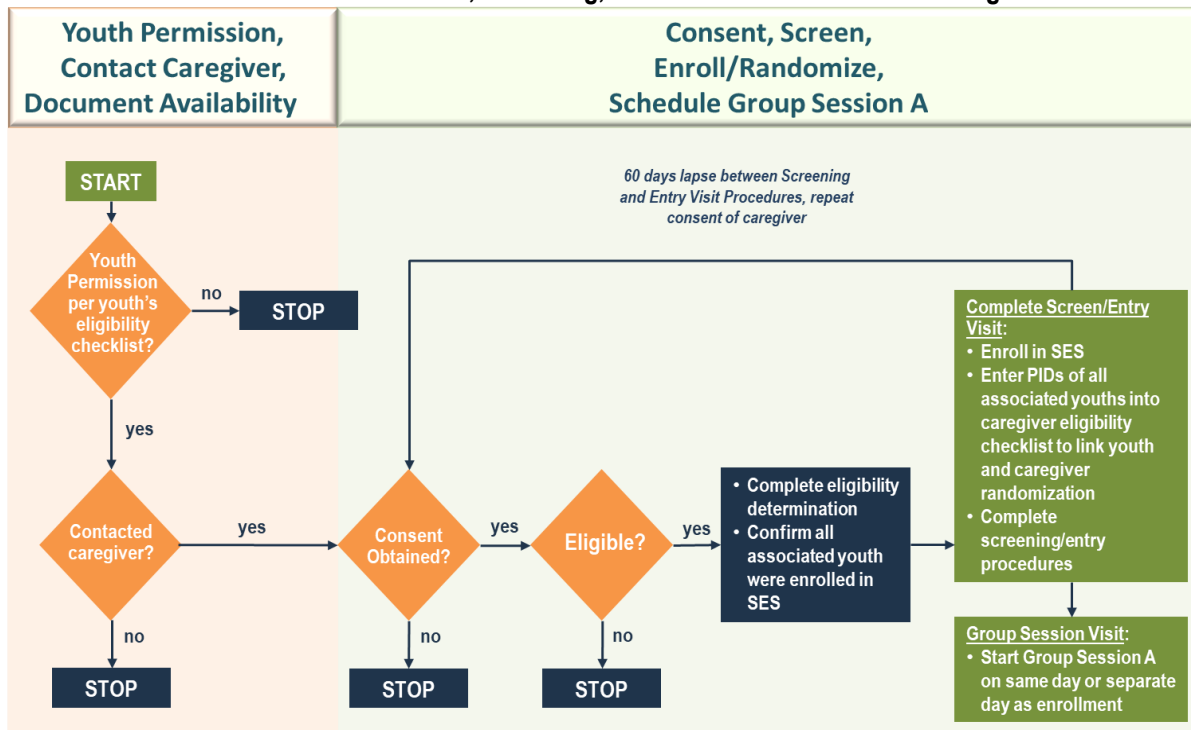 Youth Permission,
Contact Caregiver,
Document Availability
Consent, Screen,
Enroll/Randomize,
Schedule Group Session A
START
60 days lapse between Screening
and Entry Visit Procedures, repeat
consent of caregiver
Youth
Permission
per youth's
eligibility
checklist?
no
STOP
yes
Contacted
caregiver?
yes
no
STOP
Consent
Obtained?
yes
no
STOP
Eligible?
yes
no
STOP
• Complete eligibility
determination
• Confirm all
associated youth
were enrolled in
SES
Complete Screen/Entry
Visit:
• Enroll in SES
• Enter PIDs of all
associated youths into
caregiver eligibility
checklist to link youth
and caregiver
randomization
• Complete
screening/entry
procedures
Group Session Visit:
• Start Group Session A
on same day or separate
day as enrollment